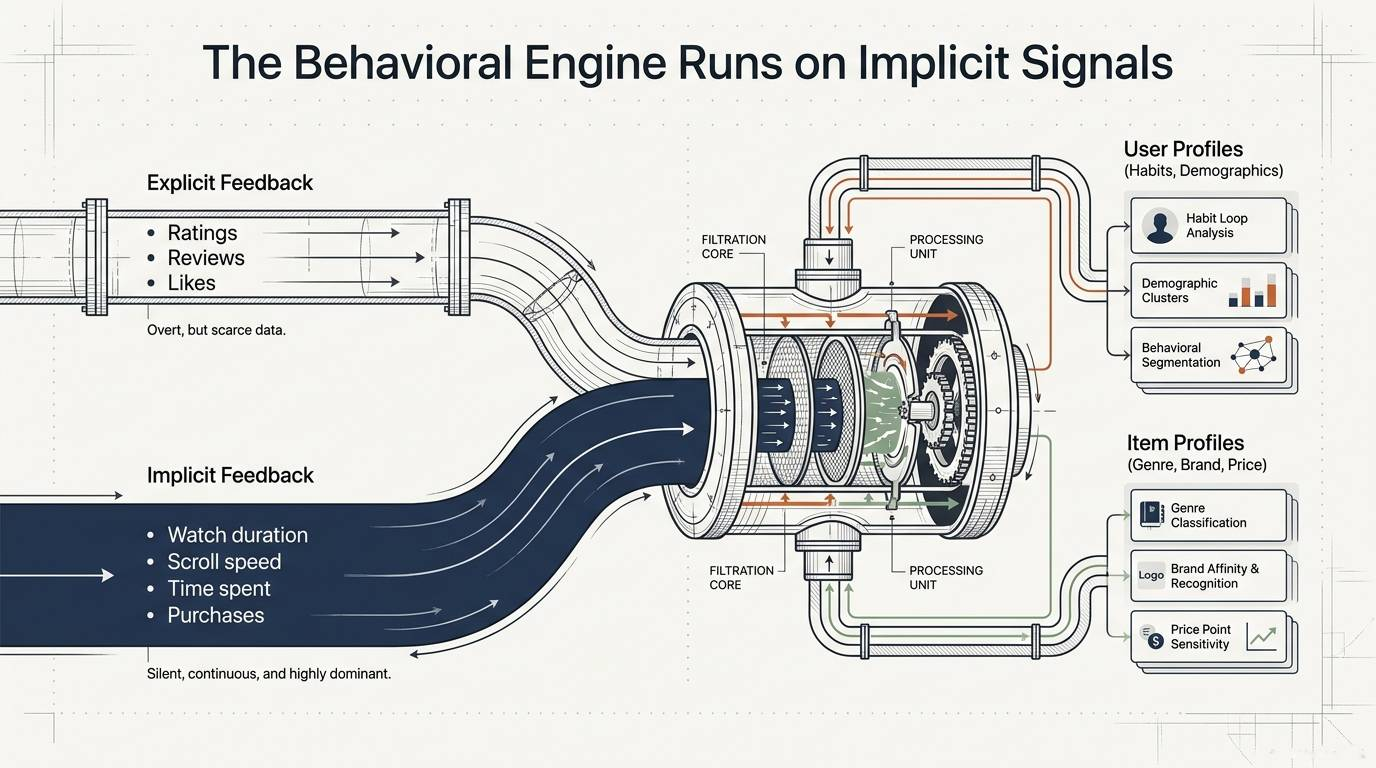 The Behavioral Engine Runs on Implicit Signals
Explicit Feedback
• Ratings
• Reviews
• Likes
Overt, but scarce data.
Implicit Feedback
• Watch duration
• Scroll speed
• Time spent
• Purchases
Silent, continuous, and highly dominant.
FILTRATION
CORE
PROCESSING
UNIT
FILTRATION
CORE
PROCESSING
UNIT
User Profiles
(Habits, Demographics)
Habit Loop
Analysis
Demographic
Clusters
Behavioral
Segmentation
Item Profiles
(Genre, Brand, Price)
Genre
Classification
Logo
Brand Affinity &
Recognition
$
Price Point
Sensitivity